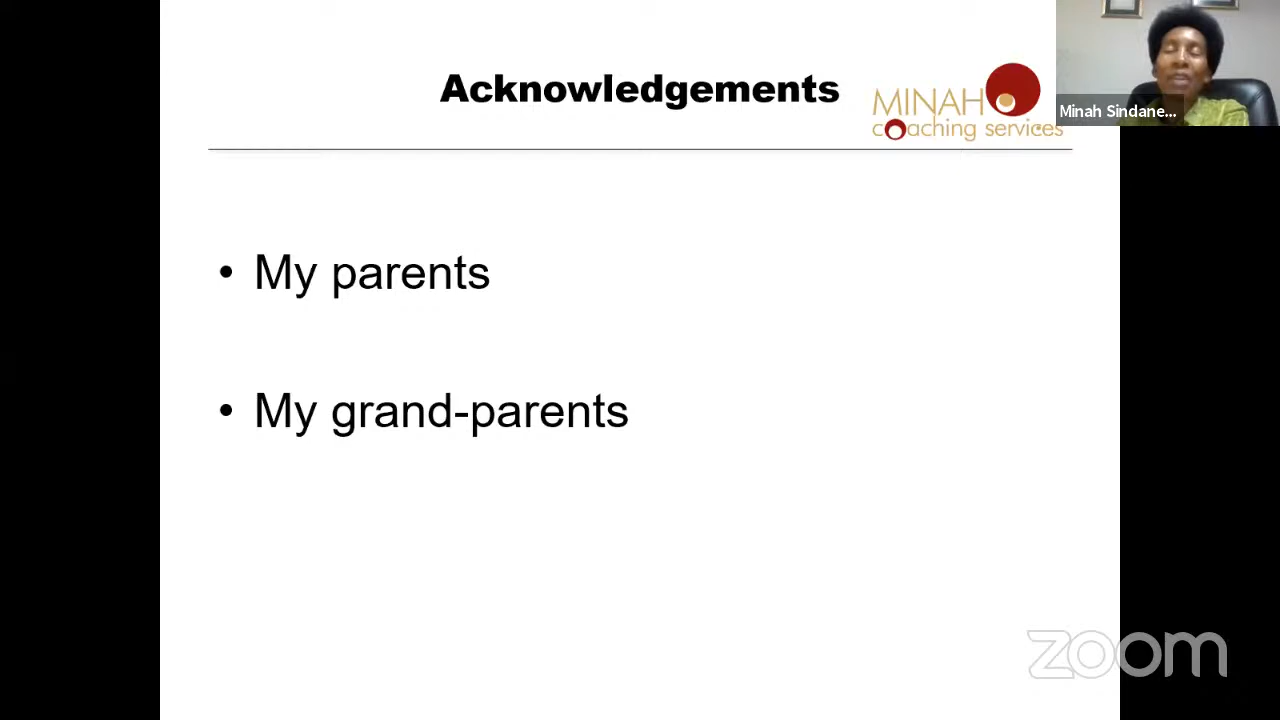 Acknowledgements
MINAH
coaching services
Minah Sindane...
• My parents
• My grand-parents
zoom